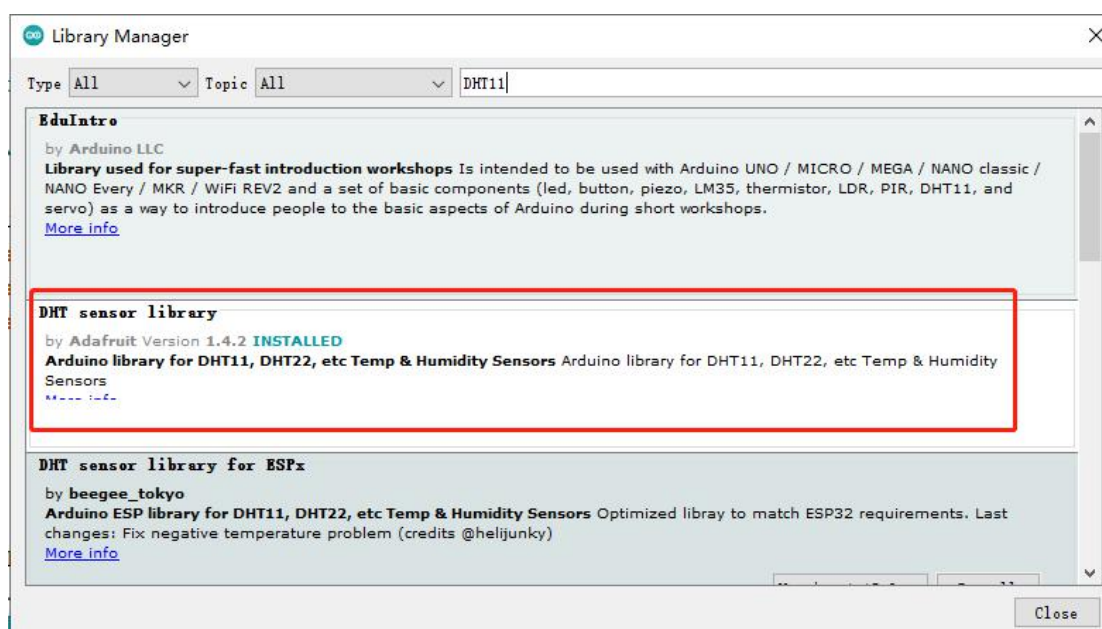 Library Manager
Type All Topic All DHT11
EduIntro
by Arduino LLC
Library used for super-fast introduction workshops Is intended to be used with Arduino UNO / MICRO / MEGA / NANO classic /
NANO Every / MKR / WiFi REV2 and a set of basic components (led, button, piezo, LM35, thermistor, LDR, PIR, DHT11, and
servo) as a way to introduce people to the basic aspects of Arduino during short workshops.
More info
DHT sensor library
by Adafruit Version 1.4.2 INSTALLED
Arduino library for DHT11, DHT22, etc Temp & Humidity Sensors Arduino library for DHT11, DHT22, etc Temp & Humidity
Sensors
More info
DHT sensor library for ESPx
by beegee_tokyo
Arduino ESP library for DHT11, DHT22, etc Temp & Humidity Sensors Optimized libray to match ESP32 requirements. Last
changes: Fix negative temperature problem (credits @helijunky)
More info
Close